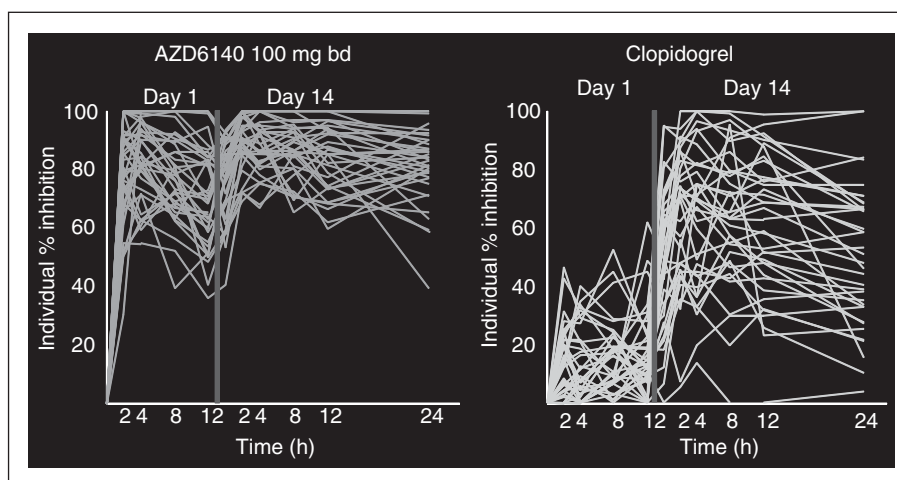 AZD6140 100 mg bd
Individual % inhibition
Day 1
Day 14
100
80
60
40
20
2 4 8 12 2 4 8 12 24
Time (h)
Clopidogrel
Individual % inhibition
Day 1
Day 14
100
80
60
40
20
2 4 8 12 2 4 8 12 24
Time (h)